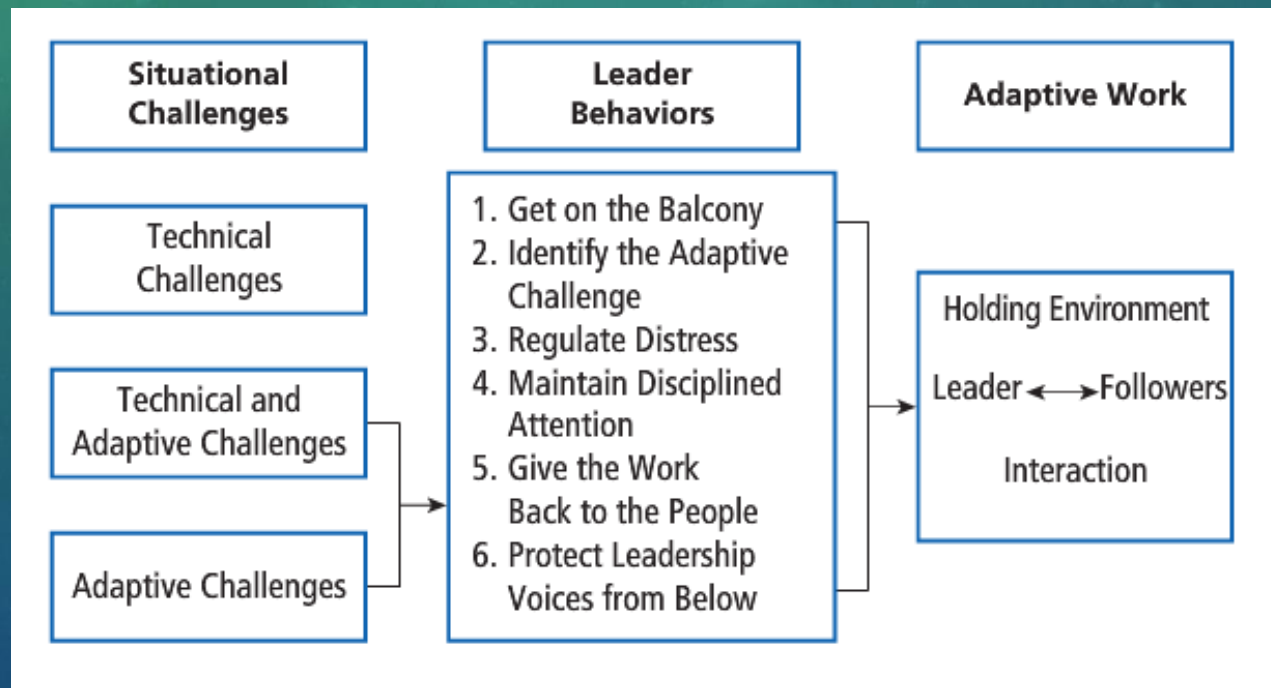 Situational
Challenges
Leader
Behaviors
Adaptive Work
Technical
Challenges
Technical and
Adaptive Challenges
Adaptive Challenges
1. Get on the Balcony
2. Identify the Adaptive
Challenge
3. Regulate Distress
4. Maintain Disciplined
Attention
5. Give the Work
Back to the People
6. Protect Leadership
Voices from Below
Holding Environment
Leader Followers
Interaction